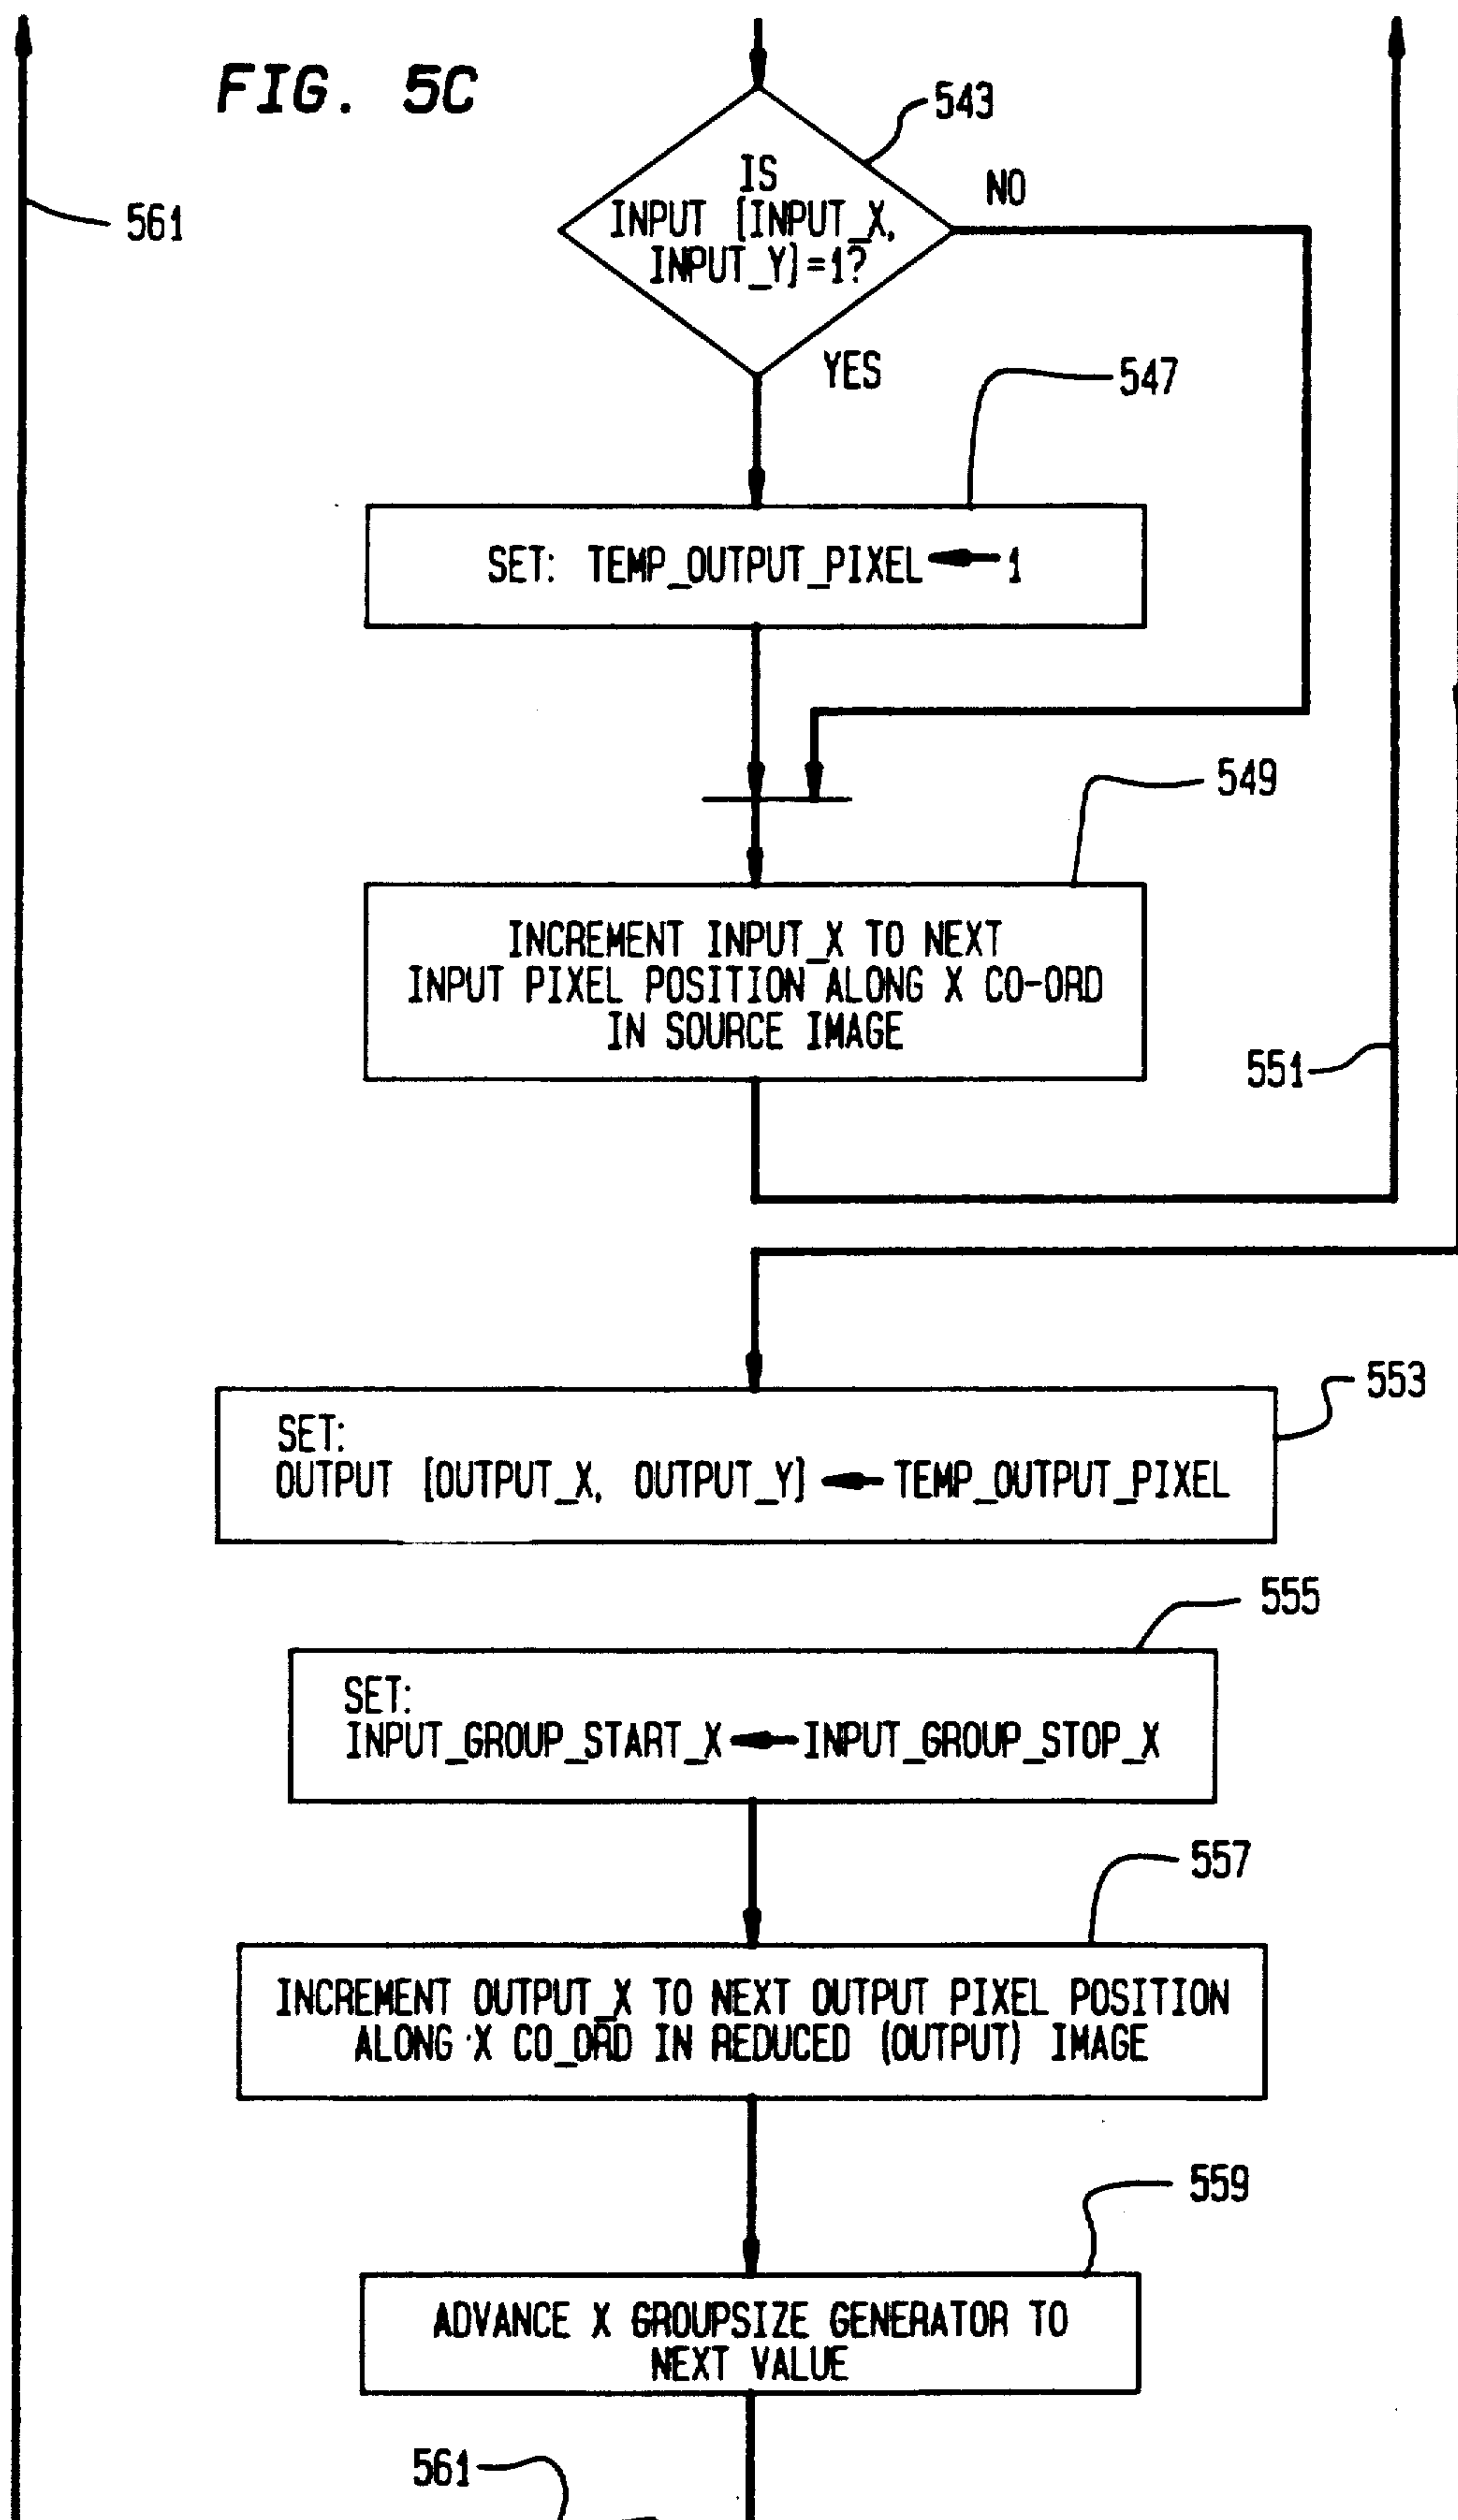 FIG. 5C
543
IS
INPUT [INPUT_X,
INPUT_Y]=1?
NO
561
YES
547
SET: TEMP_OUTPUT_PIXEL ← 1
549
INCREMENT INPUT_X TO NEXT
INPUT PIXEL POSITION ALONG X CO-ORD
IN SOURCE IMAGE
551
553
SET:
OUTPUT [OUTPUT_X, OUTPUT_Y] ← TEMP_OUTPUT_PIXEL
555
SET:
INPUT_GROUP_START_X ← INPUT_GROUP_STOP_X
557
INCREMENT OUTPUT_X TO NEXT OUTPUT PIXEL POSITION
ALONG X CO_ORD IN REDUCED (OUTPUT) IMAGE
559
ADVANCE X GROUPSIZE GENERATOR TO
NEXT VALUE
561